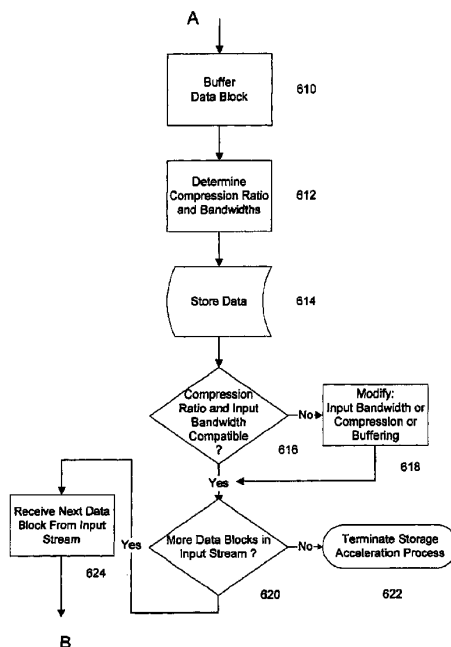 A
Buffer
Data Block
610
Determine
Compression Ratio
and Bandwidths
612
Store Data
614
Compression
Ratio and Input
Bandwidth
Compatible
?
616
No
Modify:
Input Bandwidth or
Compression or
Buffering
618
Yes
Receive Next Data
Block From Input
Stream
624
Yes
More Data Blocks in
Input Stream ?
620
No
Terminate Storage
Acceleration Process
622
B